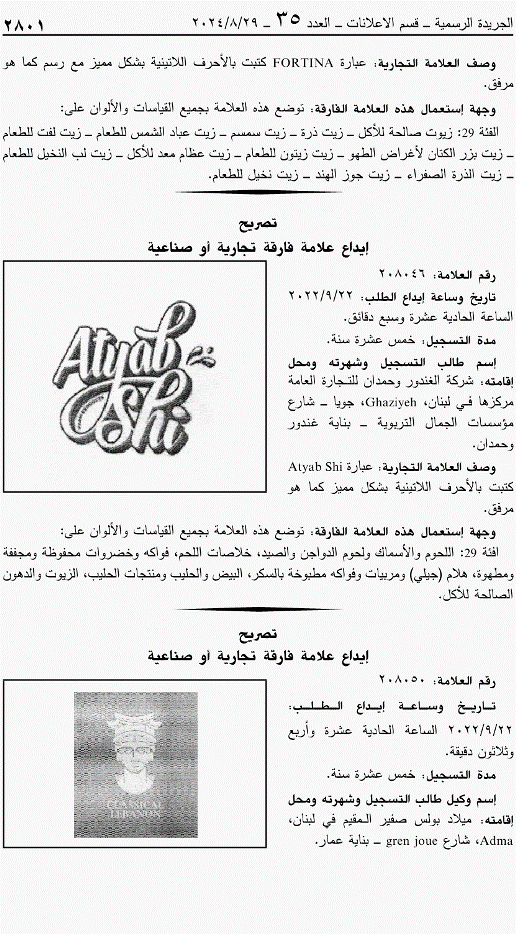 الجريدة الرسمية ـ قسم الاعلانات ـ العدد ٣٥ ـ ٢٠٢٤/٨/٢٩
٢٨٠١
وصف العلامة التجارية: عبارة FORTINA كتبت بالأحرف اللاتينية بشكل مميز مع رسم كما هو
مرفق.
وجهة إستعمال هذه العلامة الفارقة: توضع هذه العلامة بجميع القياسات والألوان على:
الفئة 29: زيوت صالحة للأكل ـ زيت ذرة ـ زيت سمسم ـ زيت عباد الشمس للطعام ـ زيت لفت للطعام
ـ زيت بزر الكتان لأغراض الطهو ـ زيت زيتون للطعام ـ زيت عظام معد للأكل ـ زيت لب النخيل للطعام
ـ زيت الذرة الصفراء ـ زيت جوز الهند ـ زيت نخيل للطعام.
تصريح
إيداع علامة فارقة تجارية أو صناعية
رقم العلامة: ٢٠٨٠٤٦
تاريخ وساعة إيداع الطلب: ٢٠٢٢/٩/٢٢
الساعة الحادية عشرة وسبع دقائق.
مدة التسجيل: خمس عشرة سنة.
إسم طالب التسجيل وشهرته ومحل
إقامته: شركة الغندور وحمدان للتجارة العامة
مركزها في لبنان، Ghaziyeh، جويا ـ شارع
مؤسسات الجمال التربوية ـ بناية غندور
وحمدان.
وصف العلامة التجارية: عبارة Atyab Shi
كتبت بالأحرف اللاتينية بشكل مميز كما هو
مرفق.
Atyab
Shi
وجهة إستعمال هذه العلامة الفارقة: توضع هذه العلامة بجميع القياسات والألوان على:
افئة 29: اللحوم والأسماك ولحوم الدواجن والصيد، خلاصات اللحم، فواكه وخضروات محفوظة ومجففة
ومطهوة، هلام (جيلي) ومربيات وفواكه مطبوخة بالسكر، البيض والحليب ومنتجات الحليب، الزيوت والدهون
الصالحة للأكل.
تصريح
إيداع علامة فارقة تجارية أو صناعية
رقم العلامة: ٢٠٨٠٥٠
تـاريـخ وسـاعـة إيـداع الـطـلـب:
٢٠٢٢/٩/٢٢ الساعة الحادية عشرة وأربع
وثلاثون دقيقة.
مدة التسجيل: خمس عشرة سنة.
إسم وكيل طالب التسجيل وشهرته ومحل
إقامته: ميلاد بولس صفير المقيم في لبنان،
Adma، شارع gren joue ـ بناية عمار.
CLASSICAL
LEBANON